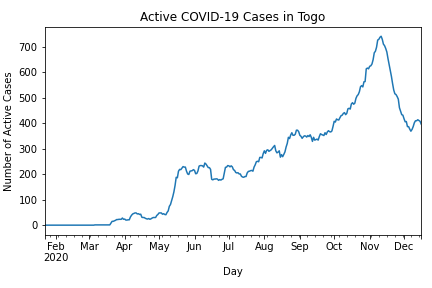 Active COVID-19 Cases in Togo
Number of Active Cases
700
600
500
400
300
200
100
0
Feb Mar Apr May Jun Jul Aug Sep Oct Nov Dec
2020
Day